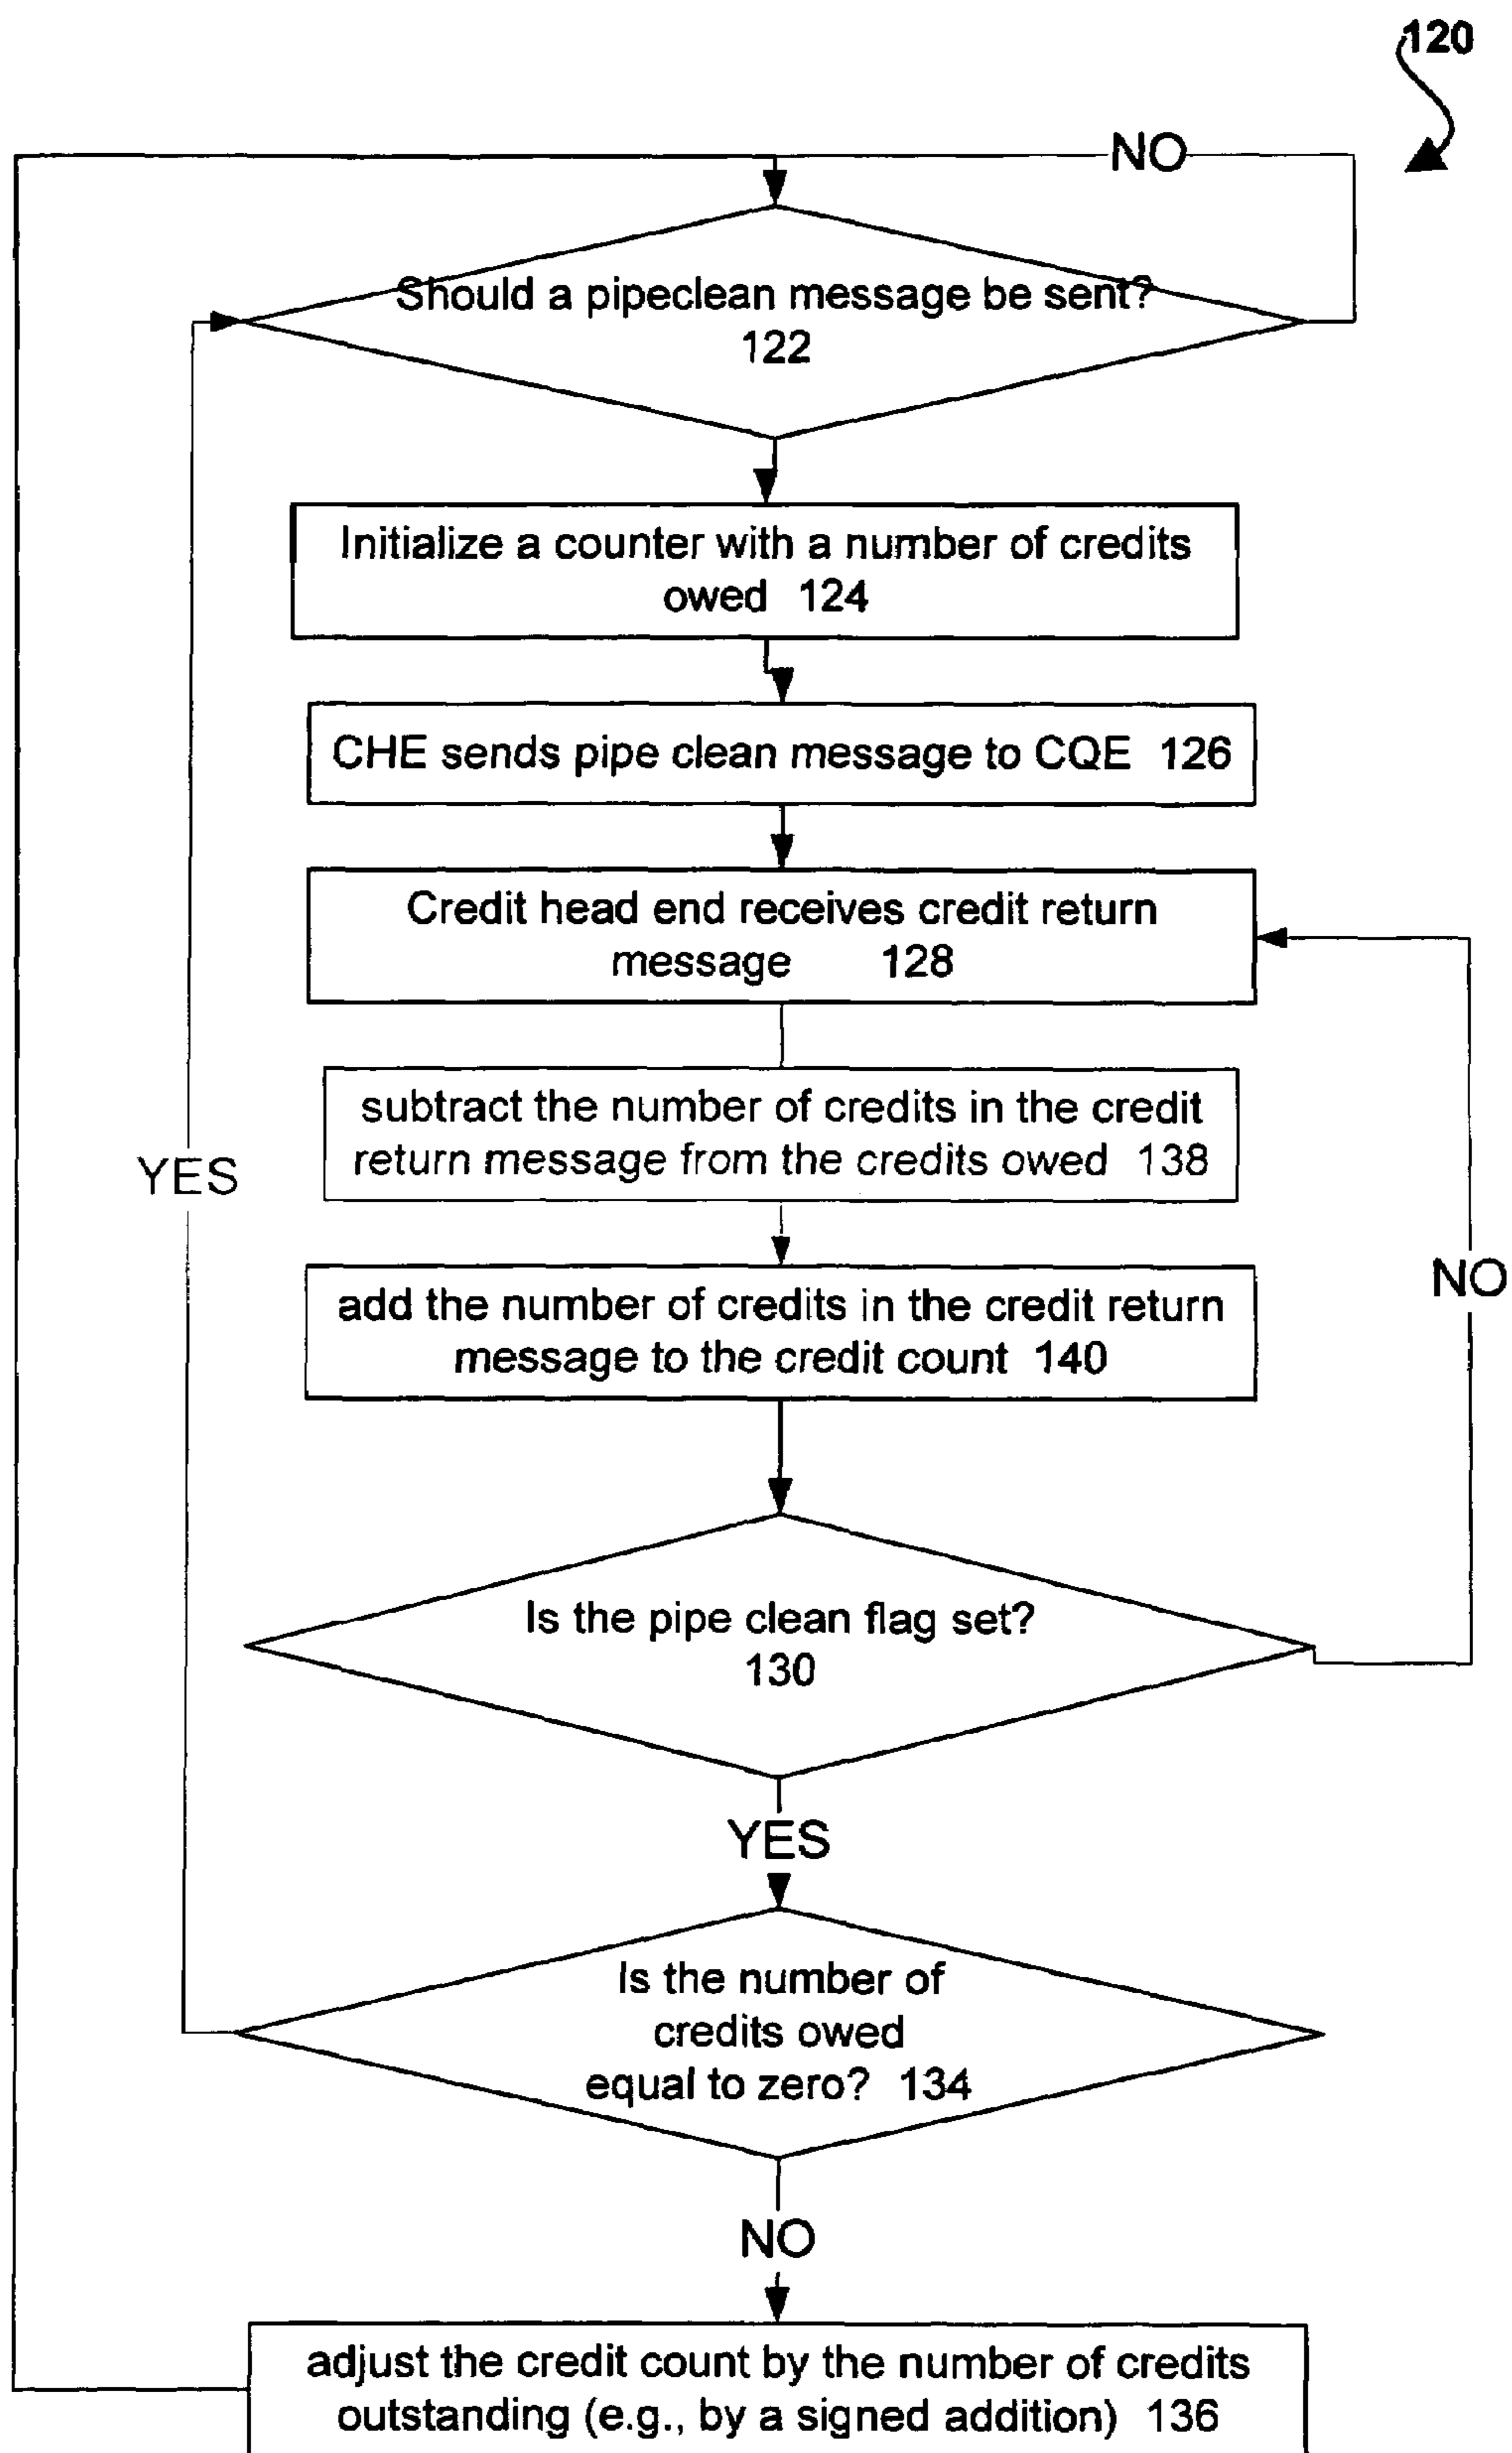 120
NO
Should a pipeclean message be sent?
122
Initialize a counter with a number of credits
owed 124
CHE sends pipe clean message to CQE 126
Credit head end receives credit return
message 128
subtract the number of credits in the credit
return message from the credits owed 138
YES
add the number of credits in the credit return
message to the credit count 140
NO
Is the pipe clean flag set?
130
YES
Is the number of
credits owed
equal to zero? 134
NO
adjust the credit count by the number of credits
outstanding (e.g., by a signed addition) 136